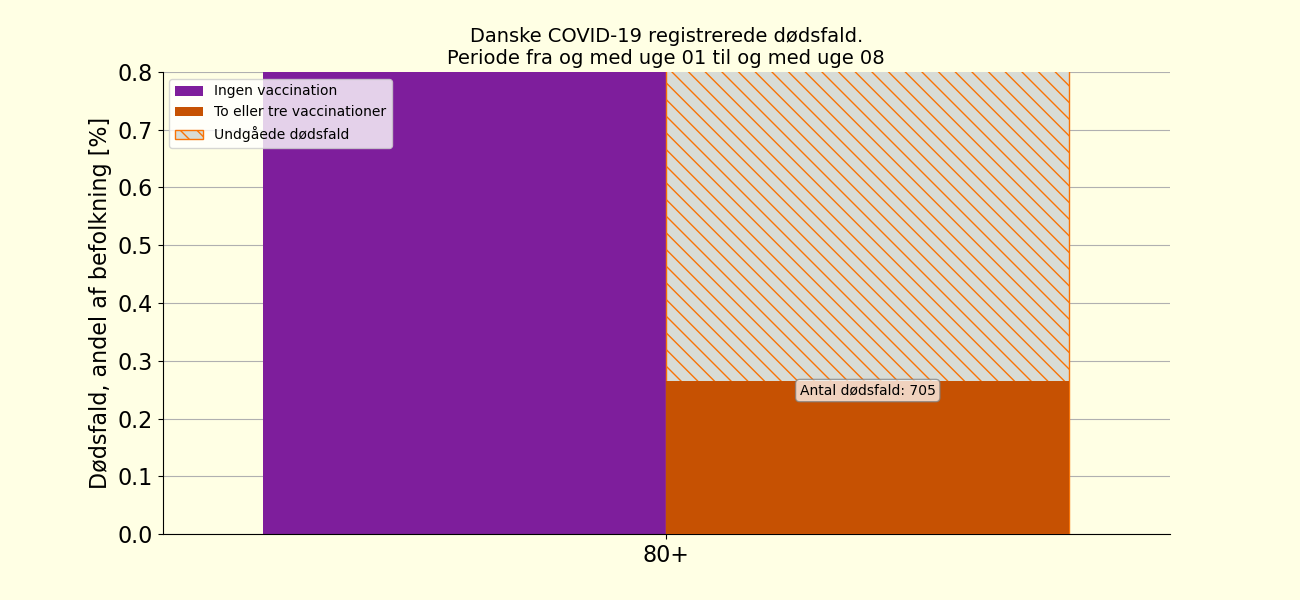 Danske COVID-19 registrerede dødsfald.
Periode fra og med uge 01 til og med uge 08
Ingen vaccination
To eller tre vaccinationer
Undgåede dødsfald
Dødsfald, andel af befolkning [%]
0.8
0.7
0.6
0.5
0.4
0.3
0.2
0.1
0.0
Antal dødsfald: 705
80+